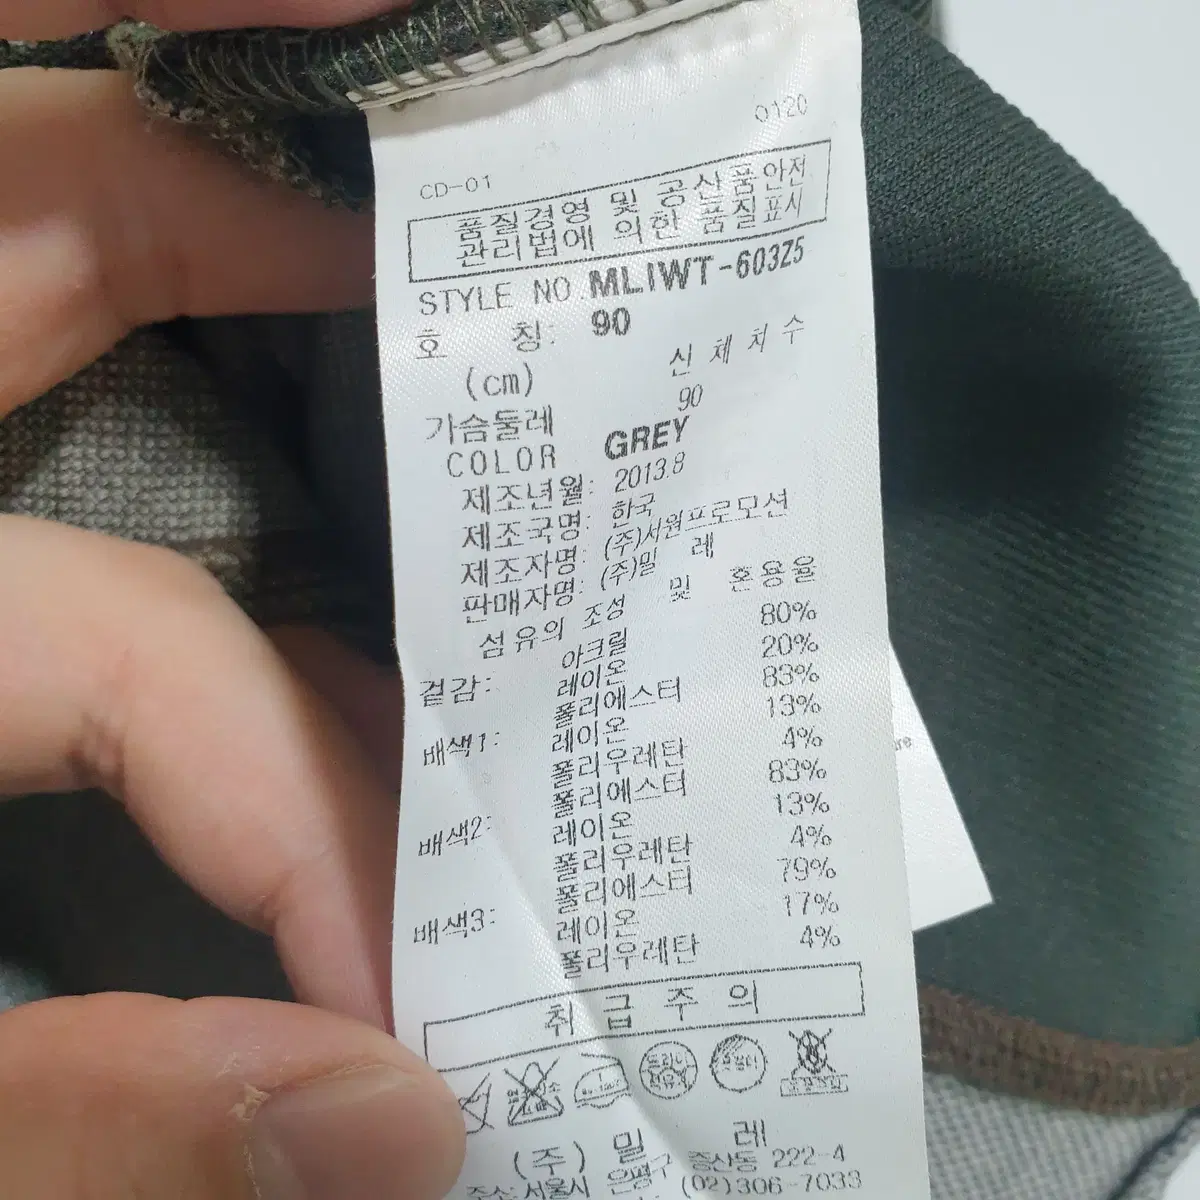 0120
CD-01
품질경영 및 공산품안전
관리법에 의한 품질표시
STYLE NO. MLIWT-603Z5
호 칭: 90
(cm) 신체치수
가슴둘레 90
COLOR GREY
제조년월: 2013.8
제조국명: 한국
제조자명: (주)서원프로모션
판매자명: (주)밀 레
섬유의 조성 및 혼용율
겉감: 아크릴 80%
레이온 20%
배색1: 폴리에스터 83%
레이온 13%
폴리우레탄 4%
배색2: 폴리에스터 83%
레이온 13%
폴리우레탄 4%
배색3: 폴리에스터 79%
레이온 17%
폴리우레탄 4%
취급주의
드라이
(주) 밀 레
주소:서울시 은평구 증산동 222-4
(02)306-7033